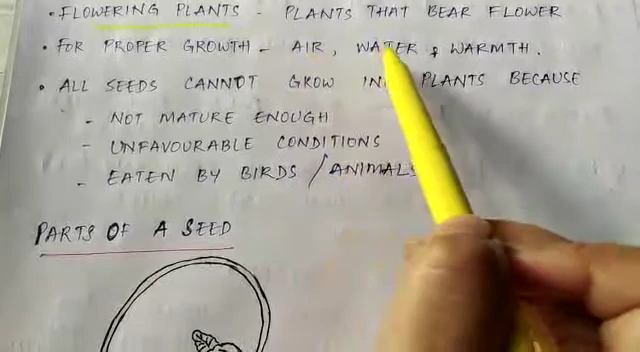 • FLOWERING PLANTS - PLANTS THAT BEAR FLOWER
• FOR PROPER GROWTH - AIR, WATER & WARMTH.
• ALL SEEDS CANNOT GROW PLANTS BECAUSE
- NOT MATURE ENOUGH
- UNFAVOURABLE CONDITIONS
- EATEN BY BIRDS / ANIMALS
PARTS OF A SEED